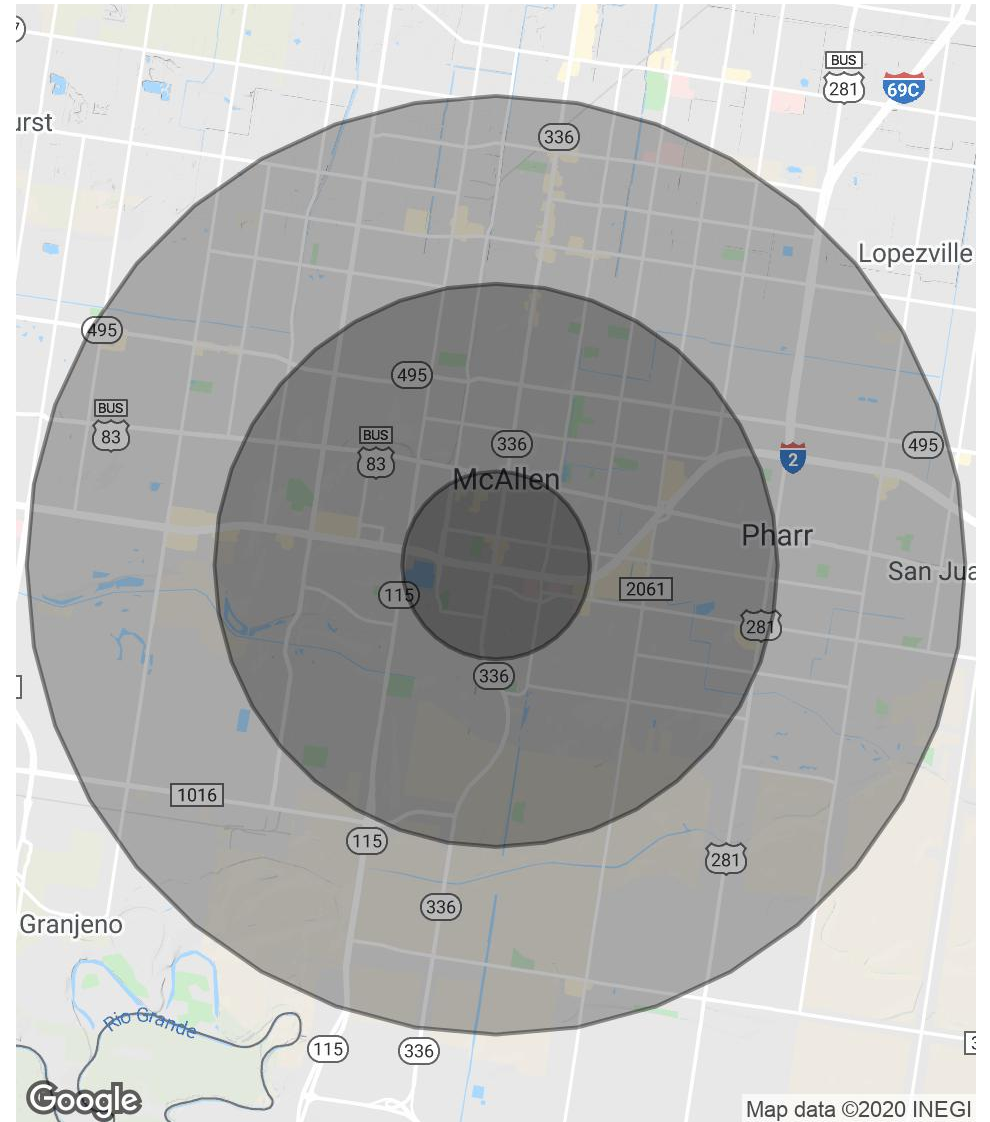 BUS
281
69C
urst
336
Lopezville
495
495
BUS
83
BUS
83
336
495
2
McAllen
Pharr
San Jua
115
2061
281
336
1016
115
281
336
Granjeno
Rio Grande
115
336
Google
Map data ©2020 INEGI